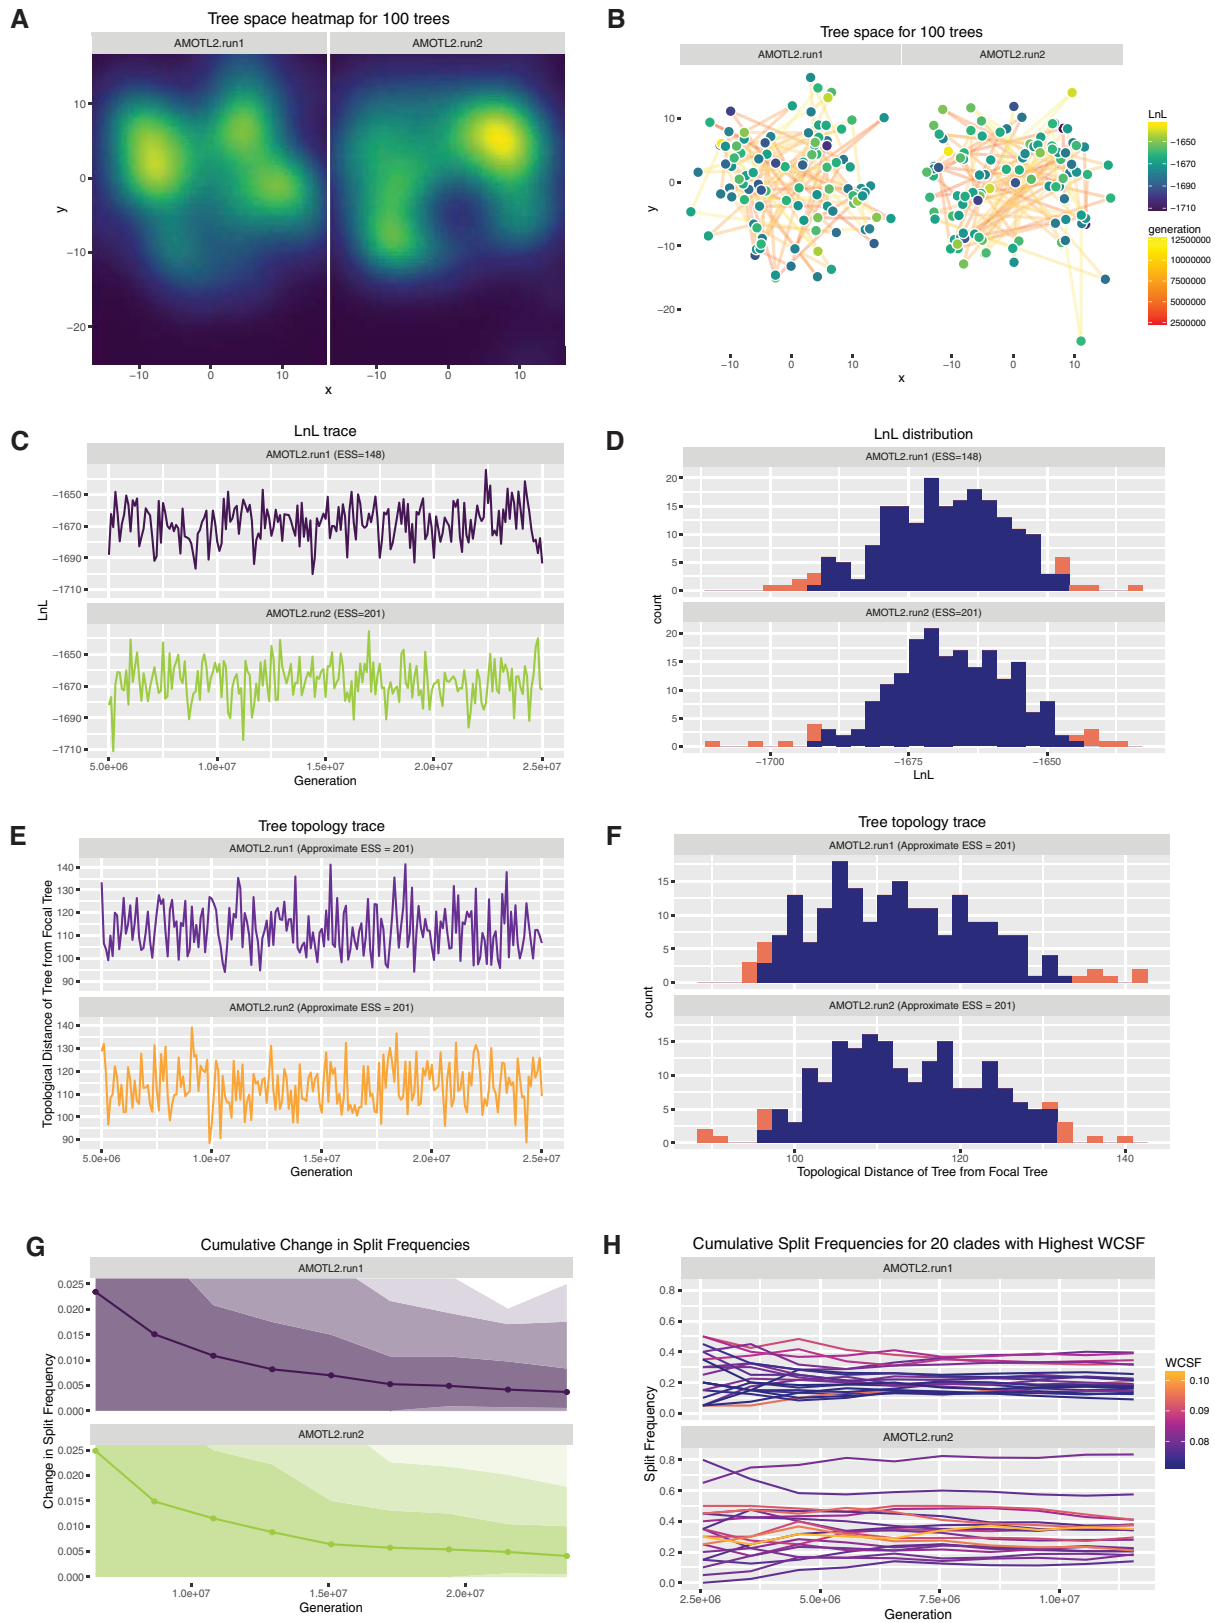 A
Tree space heatmap for 100 trees
AMOTL2.run1
AMOTL2.run2
10
0
−10
−20
y
−10
0
10
−10
0
10
x
B
Tree space for 100 trees
AMOTL2.run1
AMOTL2.run2
10
0
−10
−20
y
−10
0
10
−10
0
10
x
LnL
−1650
−1670
−1690
−1710
generation
12500000
10000000
7500000
5000000
2500000
C
LnL trace
AMOTL2.run1 (ESS=148)
−1650
−1670
−1690
−1710
LnL
AMOTL2.run2 (ESS=201)
−1650
−1670
−1690
−1710
5.0e+06
1.0e+07
1.5e+07
2.0e+07
2.5e+07
Generation
D
LnL distribution
AMOTL2.run1 (ESS=148)
20
15
10
5
0
count
AMOTL2.run2 (ESS=201)
20
15
10
5
0
−1700
−1675
−1650
LnL
E
Tree topology trace
AMOTL2.run1 (Approximate ESS = 201)
140
130
120
110
100
90
Topological Distance of Tree from Focal Tree
AMOTL2.run2 (Approximate ESS = 201)
140
130
120
110
100
90
5.0e+06
1.0e+07
1.5e+07
2.0e+07
2.5e+07
Generation
F
Tree topology trace
AMOTL2.run1 (Approximate ESS = 201)
15
10
5
0
count
AMOTL2.run2 (Approximate ESS = 201)
15
10
5
0
100
120
140
Topological Distance of Tree from Focal Tree
G
Cumulative Change in Split Frequencies
AMOTL2.run1
0.025
0.020
0.015
0.010
0.005
0.000
Change in Split Frequency
AMOTL2.run2
0.025
0.020
0.015
0.010
0.005
0.000
1.0e+07
1.5e+07
2.0e+07
Generation
H
Cumulative Split Frequencies for 20 clades with Highest WCSF
AMOTL2.run1
0.8
0.6
0.4
0.2
0.0
Split Frequency
AMOTL2.run2
0.8
0.6
0.4
0.2
0.0
2.5e+06
5.0e+06
7.5e+06
1.0e+07
Generation
WCSF
0.10
0.09
0.08